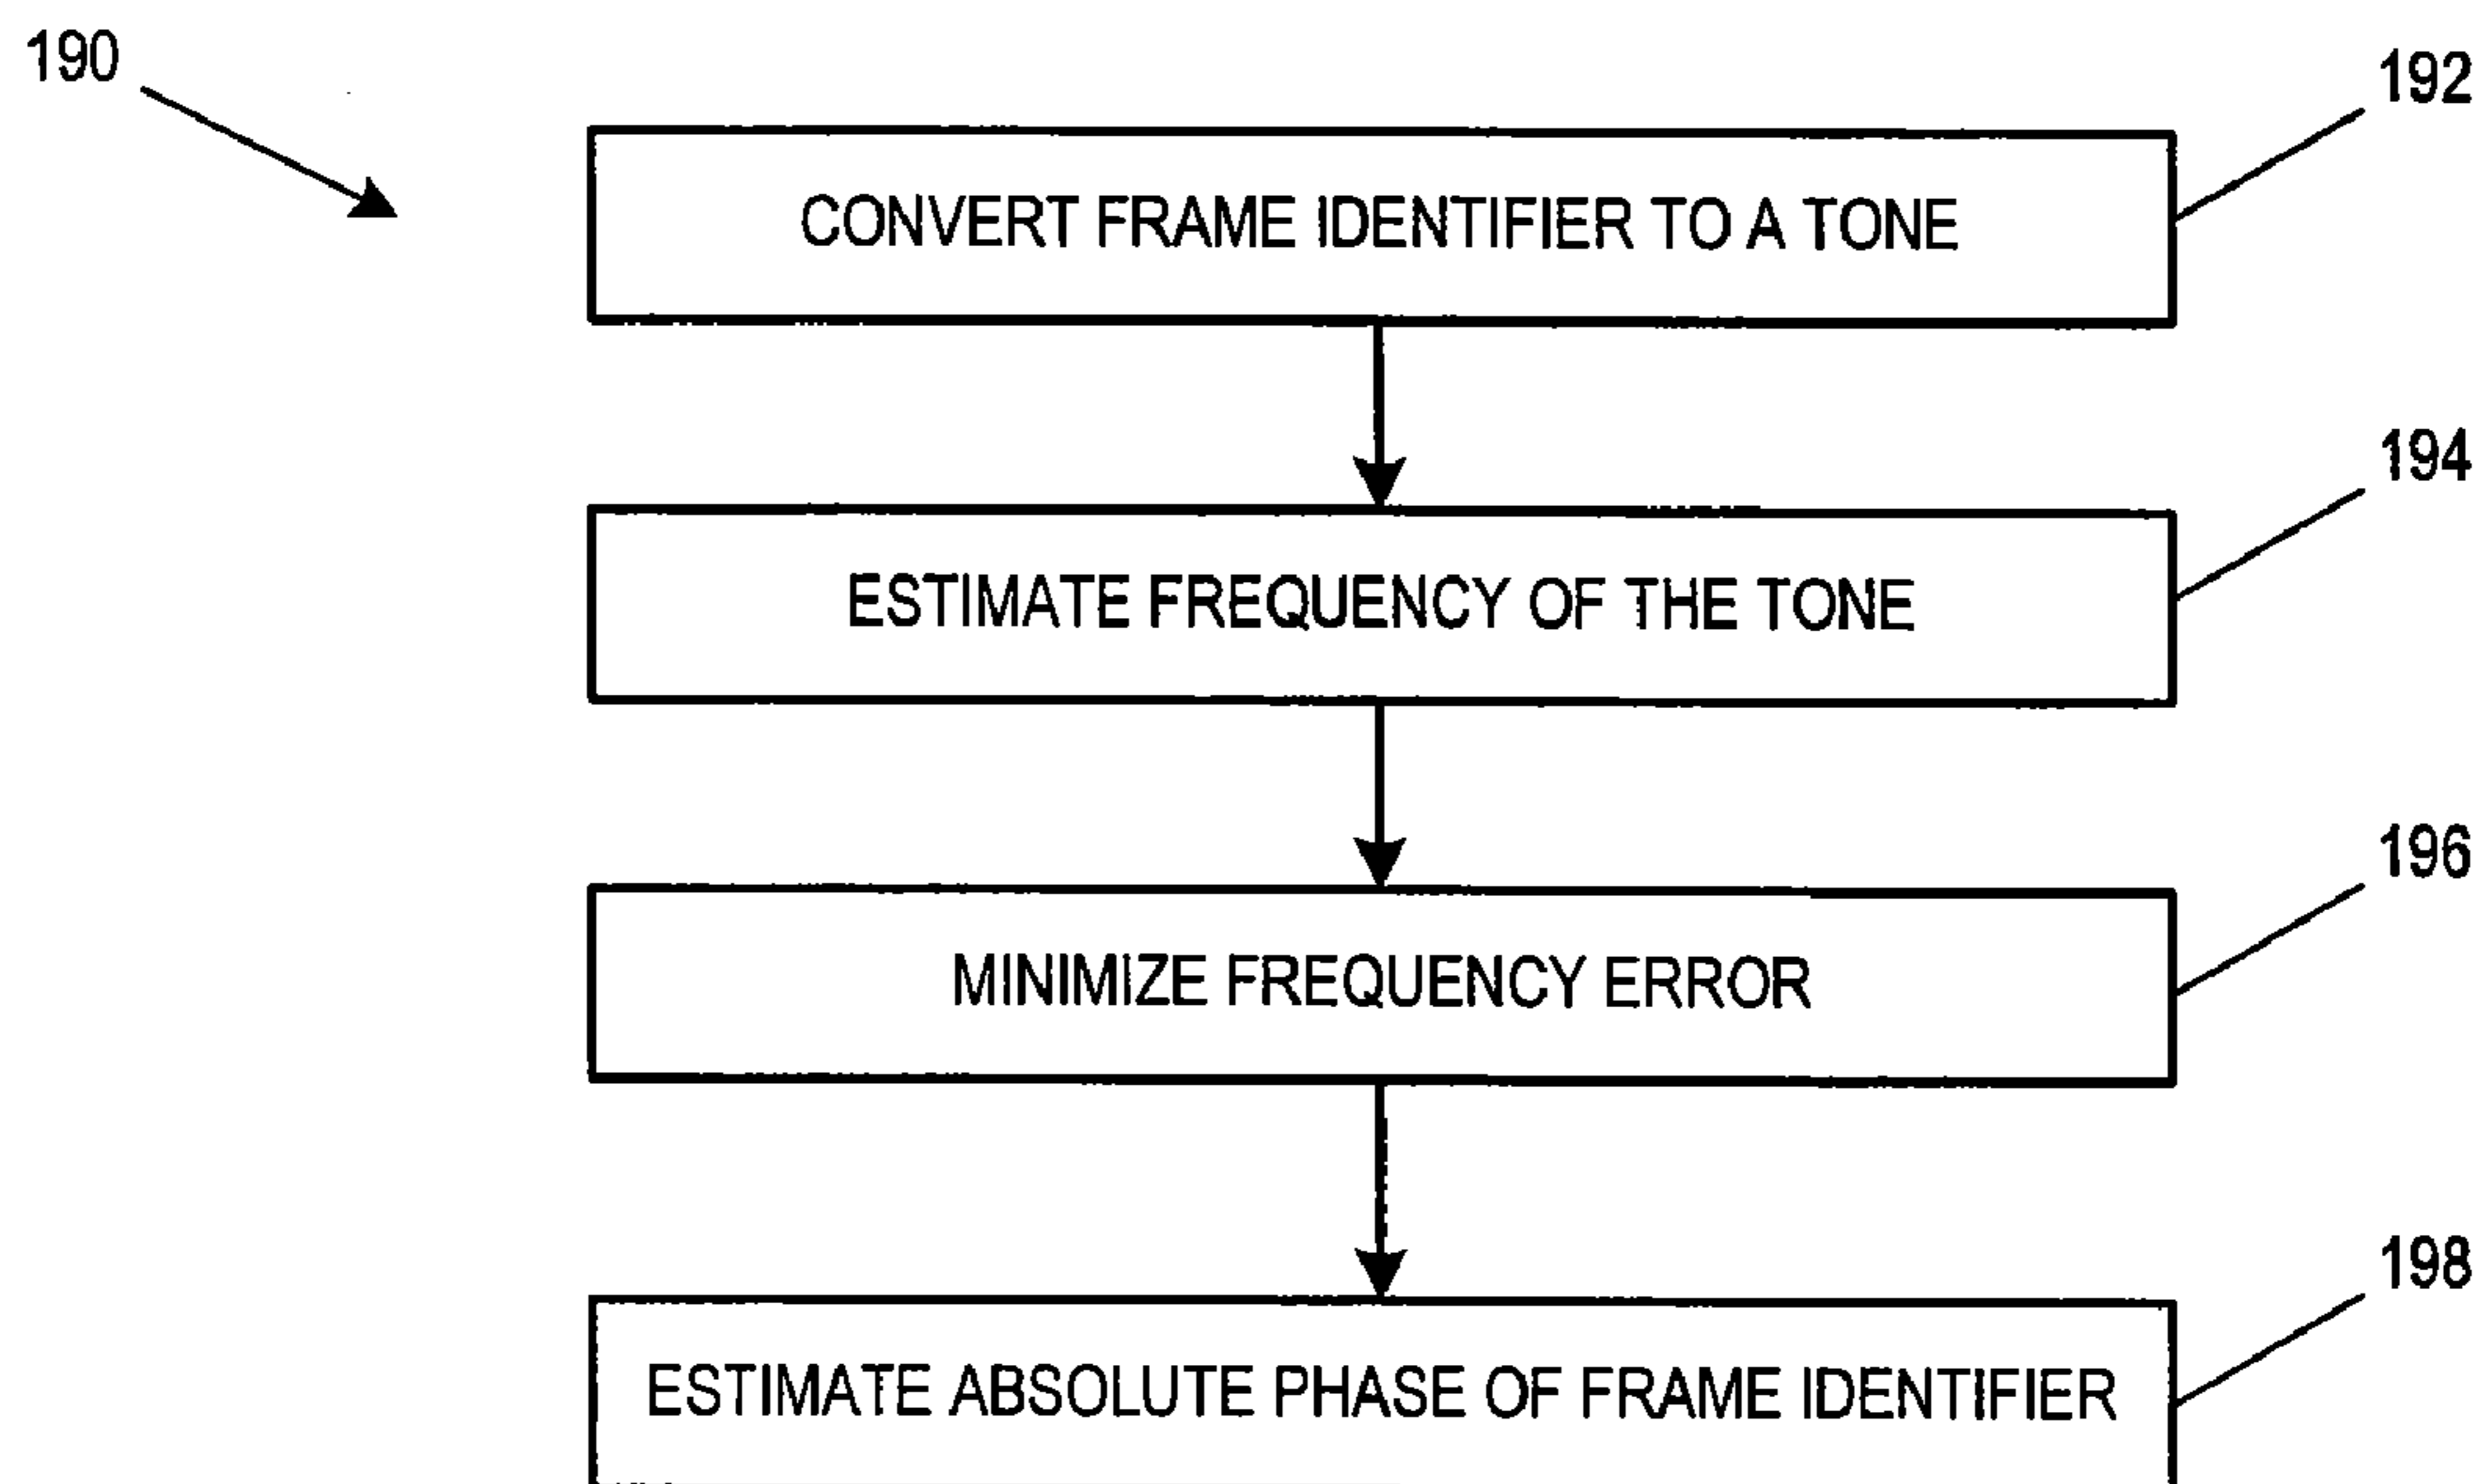 190
192
CONVERT FRAME IDENTIFIER TO A TONE
194
ESTIMATE FREQUENCY OF THE TONE
196
MINIMIZE FREQUENCY ERROR
198
ESTIMATE ABSOLUTE PHASE OF FRAME IDENTIFIER